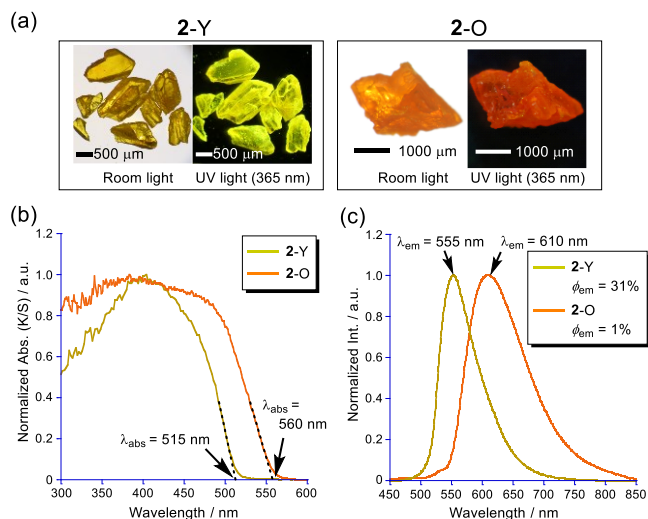 (a)
2-Y
2-O
500 μm
500 μm
1000 μm
1000 μm
Room light
UV light (365 nm)
Room light
UV light (365 nm)
(b)
Normalized Abs. (K/S) / a.u.
1.2
1.0
0.8
0.6
0.4
0.2
0
300
350
400
450
500
550
600
Wavelength / nm
2-Y
2-O
λabs = 515 nm
λabs =
560 nm
(c)
Normalized Int. / a.u.
1.2
1.0
0.8
0.6
0.4
0.2
0
450
500
550
600
650
700
750
800
850
Wavelength / nm
λem = 555 nm
λem = 610 nm
2-Y
ϕem = 31%
2-O
ϕem = 1%